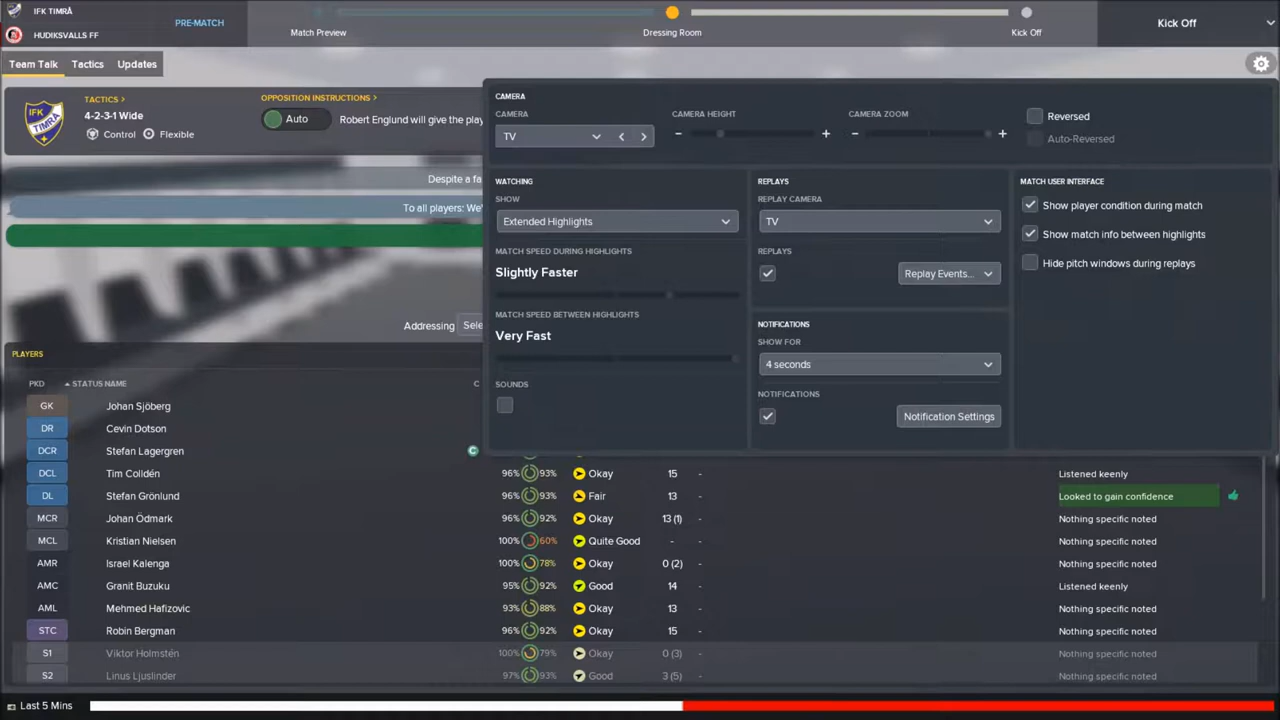 IFK TIMRÅ
HUDIKSVALLS FF
PRE-MATCH
Match Preview
Dressing Room
Kick Off
Kick Off
Team Talk Tactics Updates
IFK TIMRÅ
TACTICS >
4-2-3-1 Wide
Control Flexible
OPPOSITION INSTRUCTIONS >
Auto Robert Englund will give the play
Despite a fa
To all players: We'
Addressing Sele
CAMERA
CAMERA
TV
CAMERA HEIGHT
- +
CAMERA ZOOM
- +
Reversed
Auto-Reversed
WATCHING
SHOW
Extended Highlights
MATCH SPEED DURING HIGHLIGHTS
Slightly Faster
MATCH SPEED BETWEEN HIGHLIGHTS
Very Fast
SOUNDS
REPLAYS
REPLAY CAMERA
TV
REPLAYS
Replay Events...
NOTIFICATIONS
SHOW FOR
4 seconds
NOTIFICATIONS
Notification Settings
MATCH USER INTERFACE
Show player condition during match
Show match info between highlights
Hide pitch windows during replays
PLAYERS
PKD STATUS NAME C
GK Johan Sjöberg
DR Cevin Dotson
DCR Stefan Lagergren C
DCL Tim Colldén 96% 93% Okay 15 - Listened keenly
DL Stefan Grönlund 96% 93% Fair 13 - Looked to gain confidence
MCR Johan Ödmark 96% 92% Okay 13 (1) - Nothing specific noted
MCL Kristian Nielsen 100% 60% Quite Good - - Nothing specific noted
AMR Israel Kalenga 100% 78% Okay 0 (2) - Nothing specific noted
AMC Granit Buzuku 95% 92% Good 14 - Listened keenly
AML Mehmed Hafizovic 93% 88% Okay 13 - Nothing specific noted
STC Robin Bergman 96% 92% Okay 15 - Nothing specific noted
S1 Viktor Holmstén 100% 79% Okay 0 (3) - Nothing specific noted
S2 Linus Ljuslinder 97% 93% Good 3 (5) - Nothing specific noted
Last 5 Mins